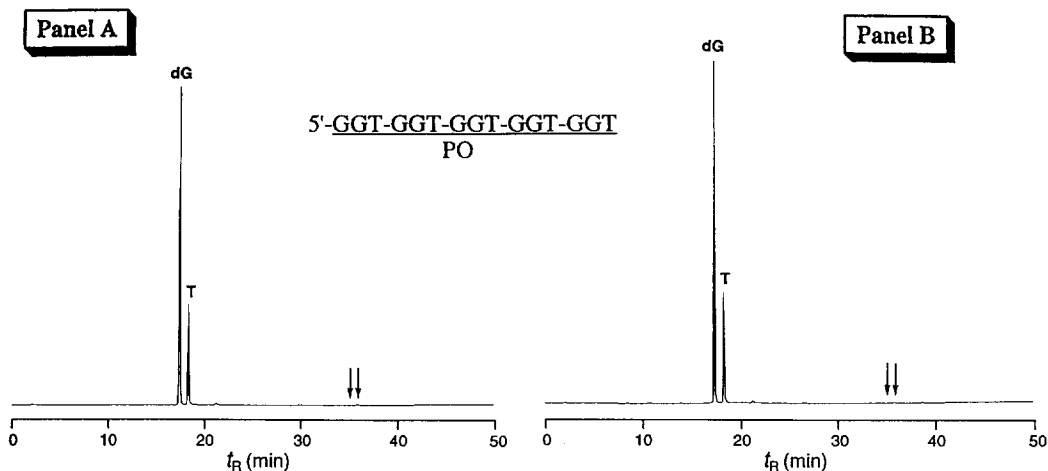 Panel A
dG
T
0 10 20 30 40 50
tR (min)
5'-GGT-GGT-GGT-GGT-GGT
PO
Panel B
dG
T
0 10 20 30 40 50
tR (min)